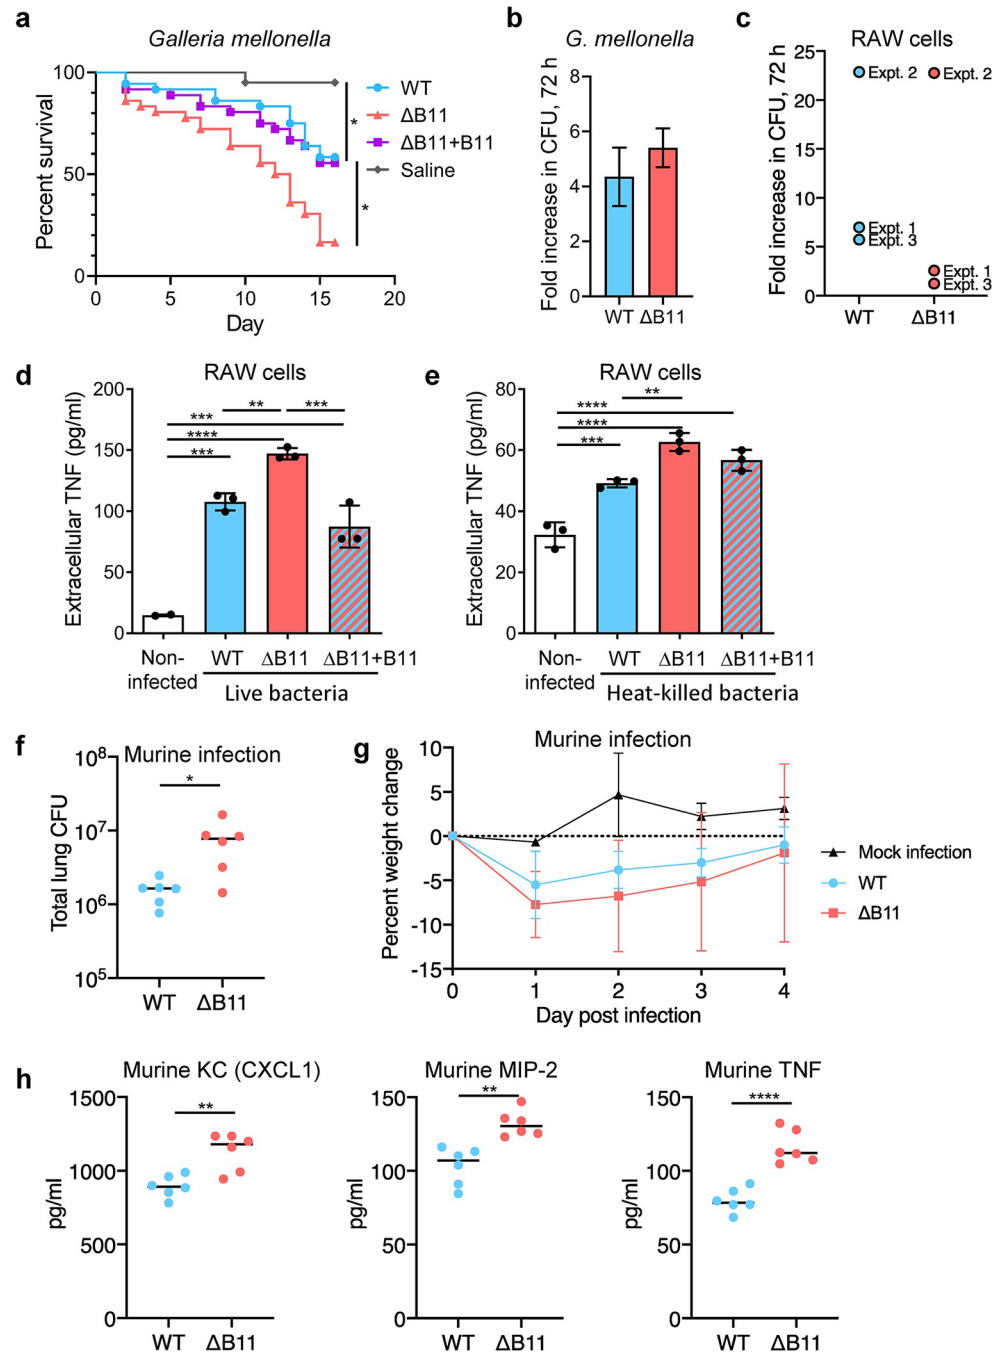 a
Galleria mellonella
Percent survival
100
50
0
0 5 10 15 20
Day
WT
ΔB11
ΔB11+B11
Saline
*
*
b
G. mellonella
Fold increase in CFU, 72 h
8
6
4
2
0
WT ΔB11
c
RAW cells
Fold increase in CFU, 72 h
25
20
15
10
5
0
Expt. 2 Expt. 2
Expt. 1
Expt. 3
Expt. 1
Expt. 3
WT ΔB11
d
RAW cells
Extracellular TNF (pg/ml)
200
150
100
50
0
** ***
***
****
***
Non-infected WT ΔB11 ΔB11+B11
Live bacteria
e
RAW cells
Extracellular TNF (pg/ml)
80
60
40
20
0
**
****
****
***
Non-infected WT ΔB11 ΔB11+B11
Heat-killed bacteria
f
Murine infection
Total lung CFU
10⁸
10⁷
10⁶
10⁵
*
WT ΔB11
g
Murine infection
Percent weight change
10
5
0
-5
-10
-15
0 1 2 3 4
Day post infection
Mock infection
WT
ΔB11
h
Murine KC (CXCL1)
pg/ml
1500
1000
500
0
**
WT ΔB11
Murine MIP-2
pg/ml
150
100
50
0
**
WT ΔB11
Murine TNF
pg/ml
150
100
50
0
****
WT ΔB11